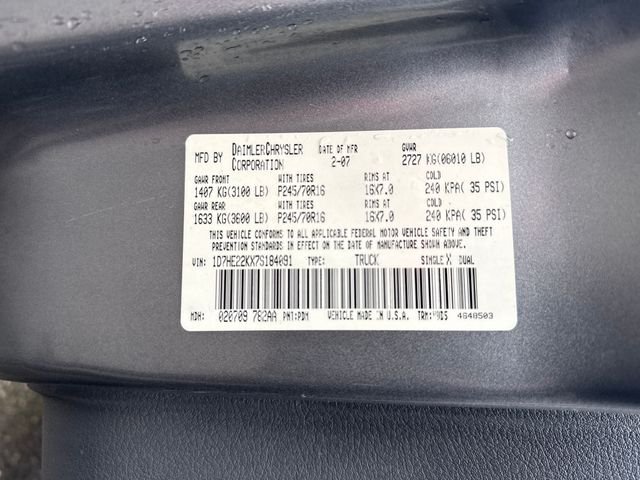 MFD BY DAIMLERCHRYSLER CORPORATION DATE OF MFR 2-07 GVWR 2727 KG(06010 LB)
GAWR FRONT WITH TIRES RIMS AT COLD
1407 KG(3100 LB) P245/70R16 16X7.0 240 KPA( 35 PSI)
GAWR REAR WITH TIRES RIMS AT COLD
1633 KG(3600 LB) P245/70R16 16X7.0 240 KPA( 35 PSI)
THIS VEHICLE CONFORMS TO ALL APPLICABLE FEDERAL MOTOR VEHICLE SAFETY AND THEFT
PREVENTION STANDARDS IN EFFECT ON THE DATE OF MANUFACTURE SHOWN ABOVE.
VIN: 1D7HE22KX7S184091 TYPE: TRUCK SINGLE X DUAL
MDH: 020709 782AA PNT:PDM VEHICLE MADE IN U.S.A. TRM: 4648503